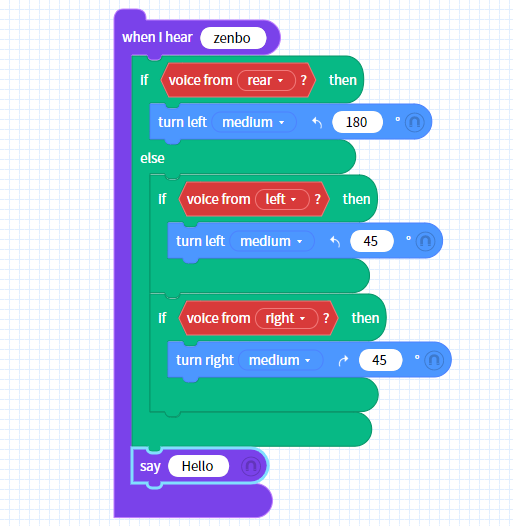 when I hear zenbo
If voice from rear ? then
turn left medium 180 °
else
If voice from left ? then
turn left medium 45 °
If voice from right ? then
turn right medium 45 °
say Hello